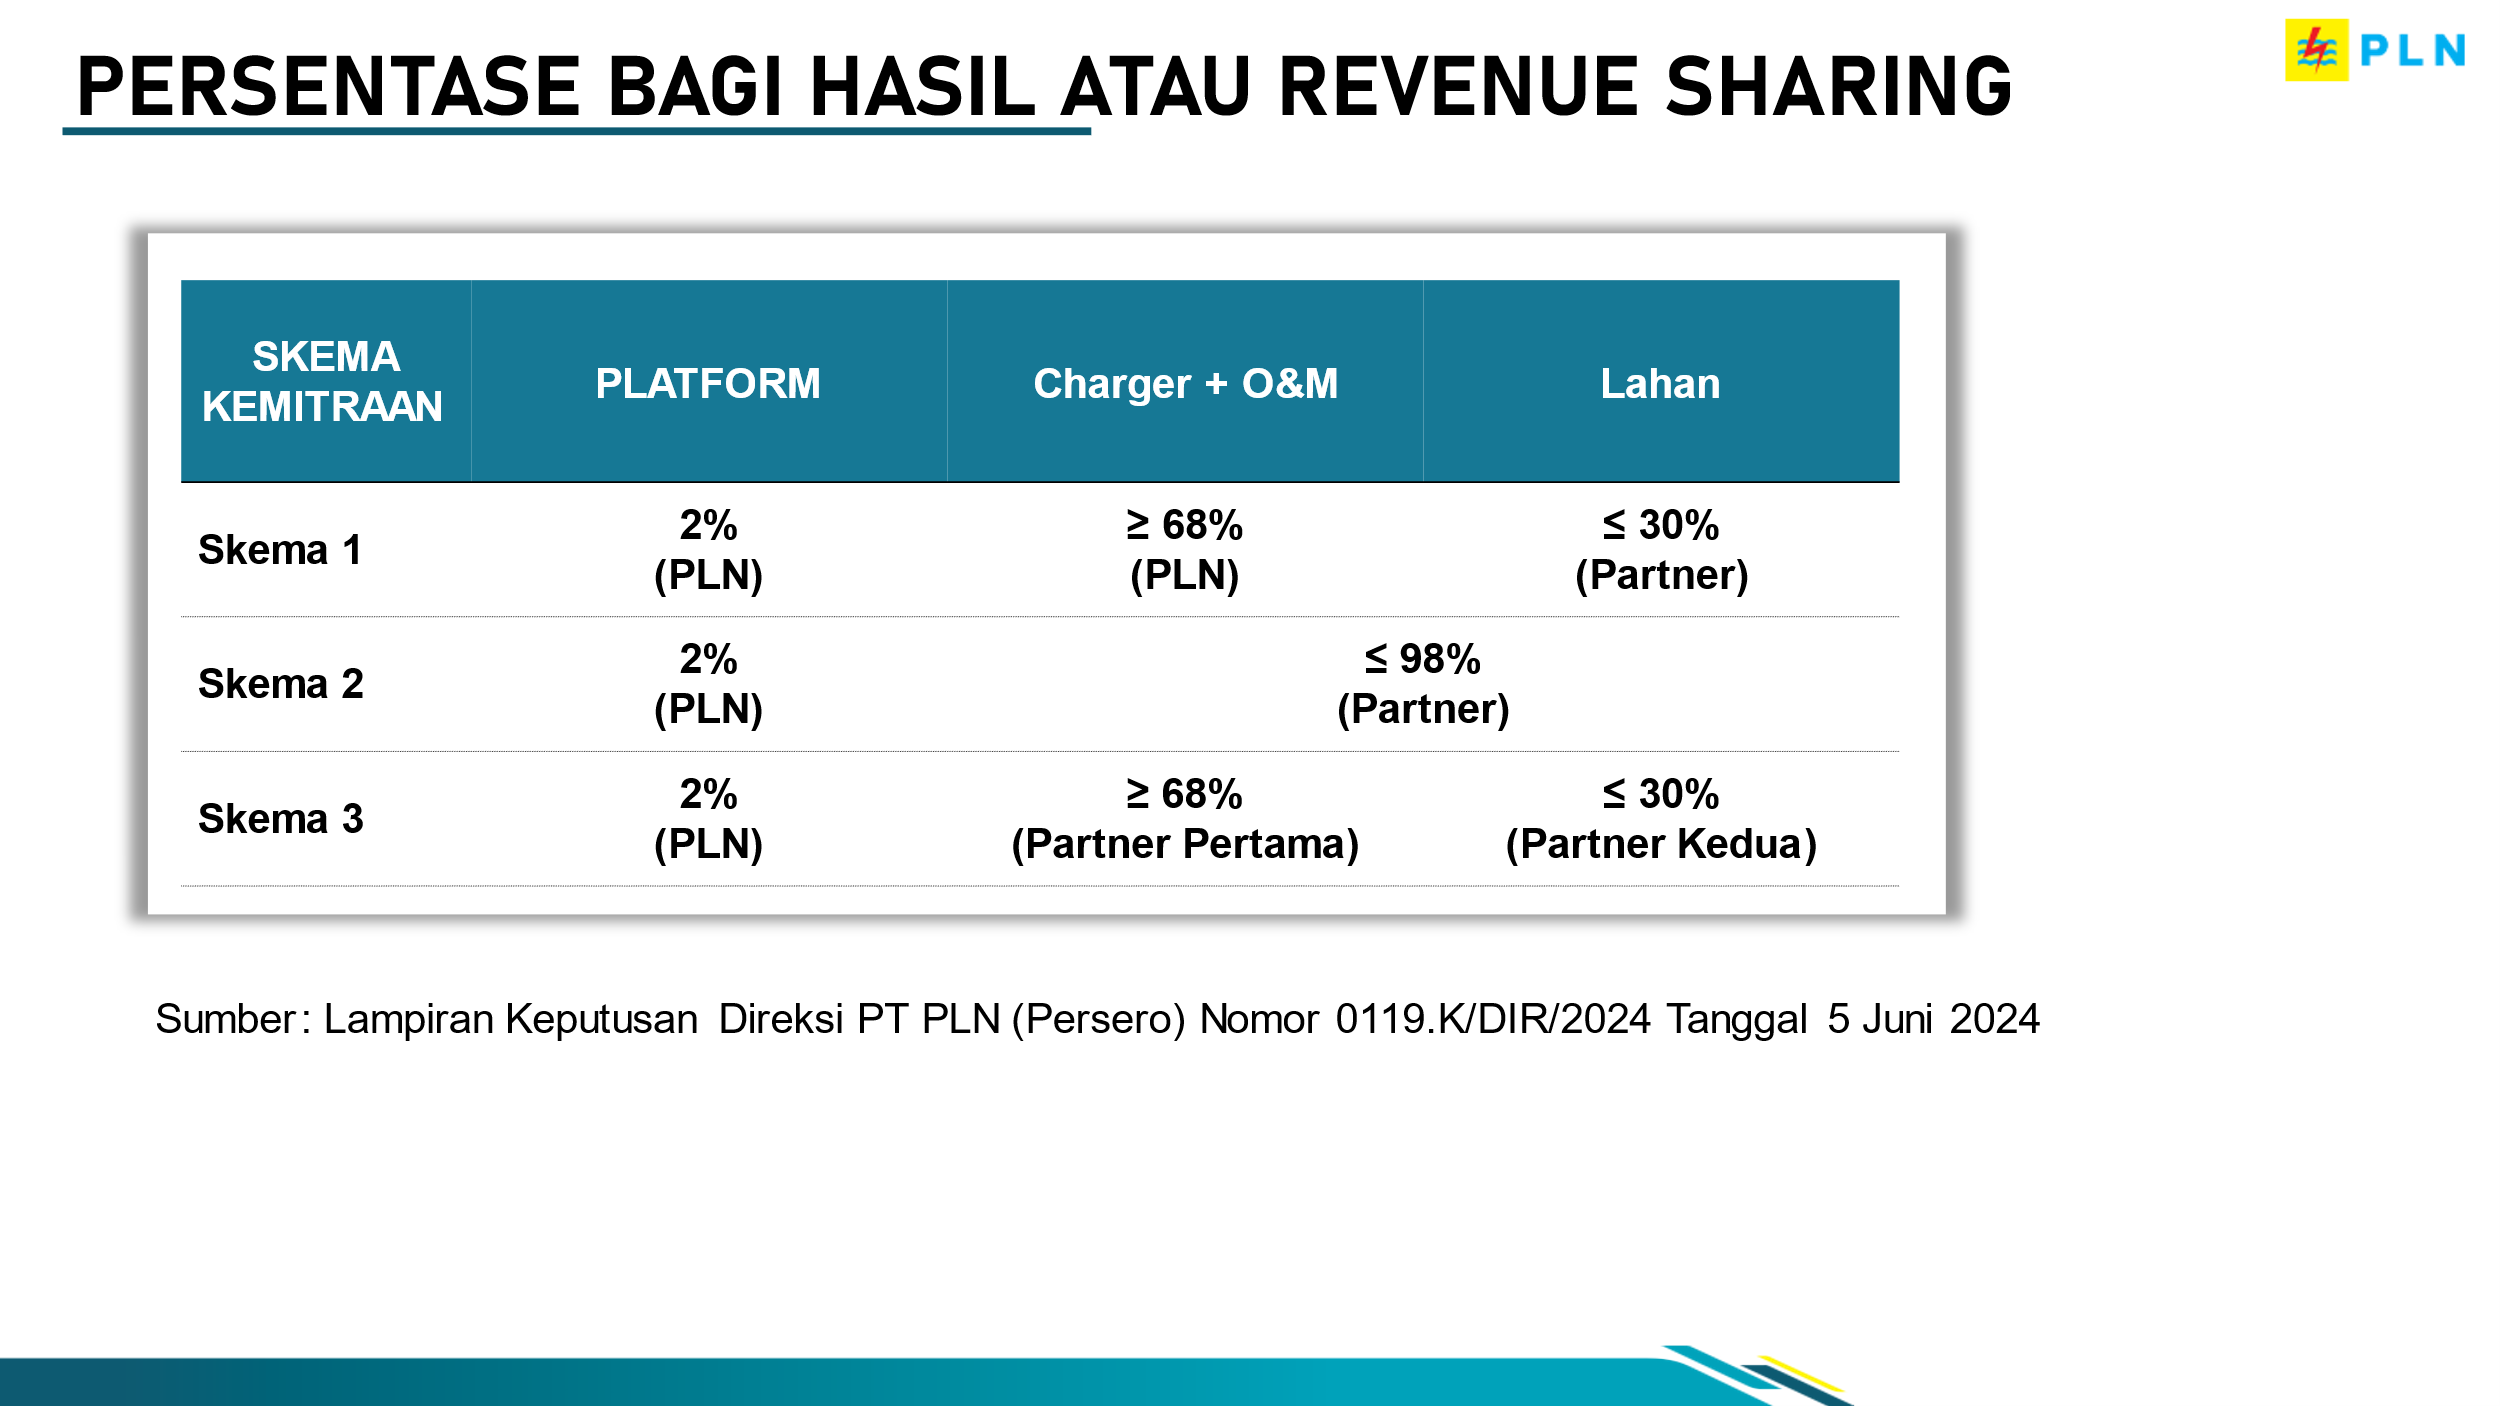 PERSENTASE BAGI HASIL ATAU REVENUE SHARING
PLN
SKEMA
KEMITRAAN
PLATFORM
Charger + O&M
Lahan
Skema 1
2%
(PLN)
≥ 68%
(PLN)
≤ 30%
(Partner)
Skema 2
2%
(PLN)
≤ 98%
(Partner)
Skema 3
2%
(PLN)
≥ 68%
(Partner Pertama)
≤ 30%
(Partner Kedua)
Sumber: Lampiran Keputusan Direksi PT PLN (Persero) Nomor 0119.K/DIR/2024 Tanggal 5 Juni 2024